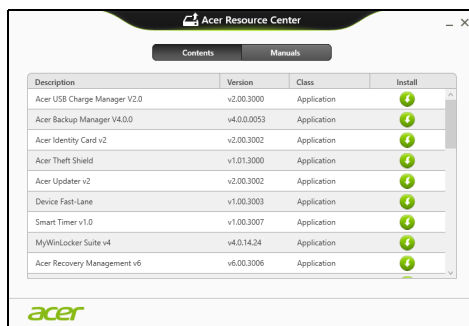 Acer Resource Center
Contents Manuals
Description Version Class Install
Acer USB Charge Manager V2.0 v2.00.3000 Application
Acer Backup Manager V4.0.0 v4.0.0.0053 Application
Acer Identity Card v2 v2.00.3002 Application
Acer Theft Shield v1.01.3000 Application
Acer Updater v2 v2.00.3002 Application
Device Fast-Lane v1.00.3003 Application
Smart Timer v1.0 v1.00.3007 Application
MyWinLocker Suite v4 v4.0.14.24 Application
Acer Recovery Management v6 v6.00.3006 Application
acer